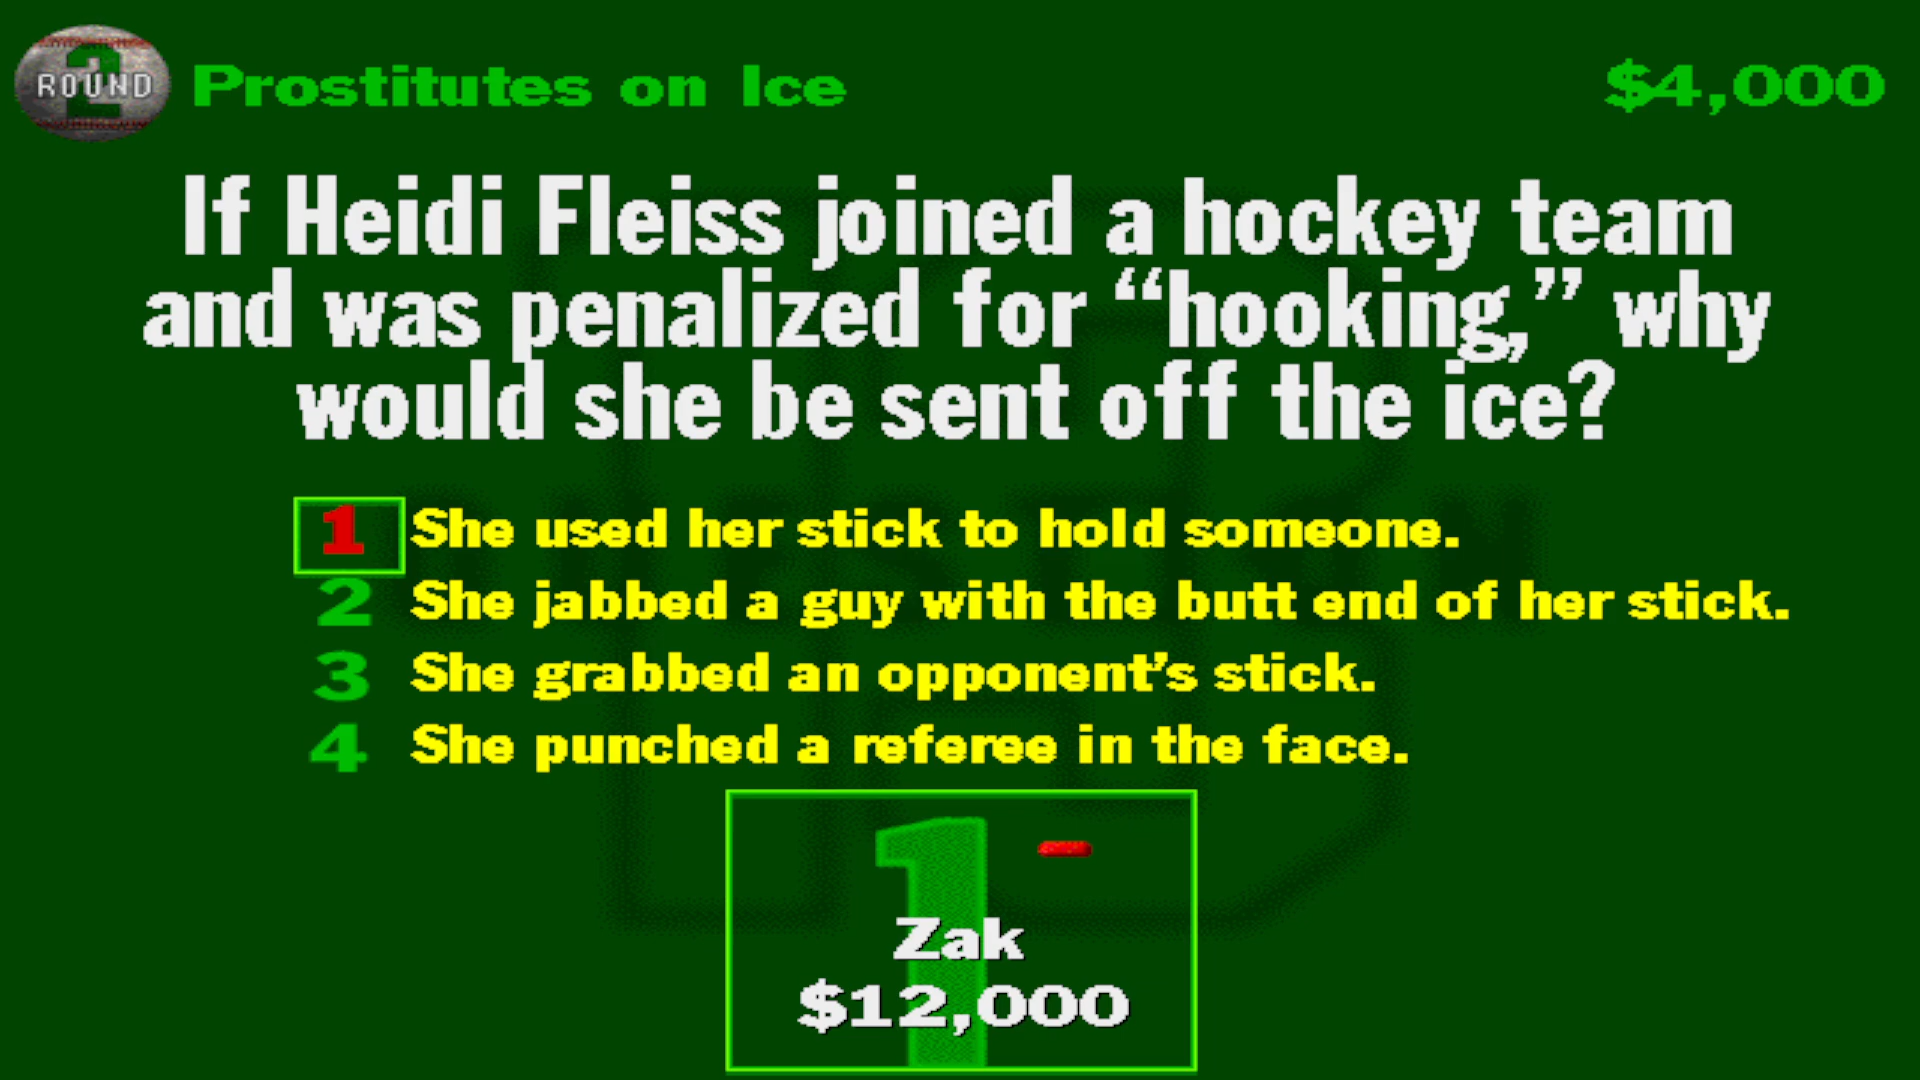 2
ROUND
Prostitutes on Ice
$4,000
If Heidi Fleiss joined a hockey team
and was penalized for “hooking,” why
would she be sent off the ice?
1 She used her stick to hold someone.
2 She jabbed a guy with the butt end of her stick.
3 She grabbed an opponent’s stick.
4 She punched a referee in the face.
1
Zak
$12,000